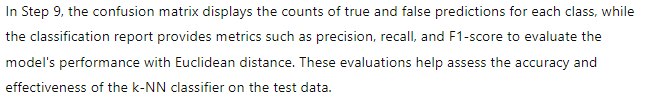 In Step 9, the confusion matrix displays the counts of true and false predictions for each class, while
the classification report provides metrics such as precision, recall, and F1-score to evaluate the
model's performance with Euclidean distance. These evaluations help assess the accuracy and
effectiveness of the k-NN classifier on the test data.